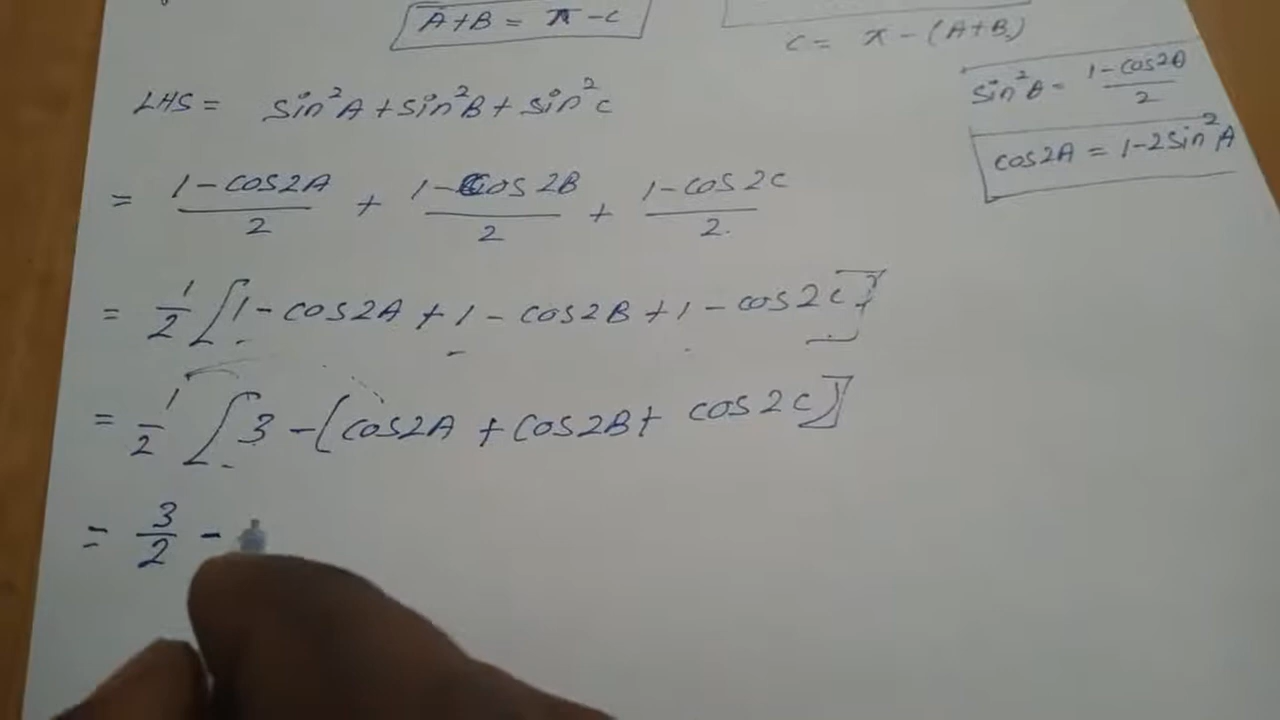 A+B = π - C
C = π - (A+B)
sin²θ = 1 - cos2θ / 2
cos2A = 1 - 2sin²A
LHS = sin²A + sin²B + sin²C
= 1 - cos2A / 2 + 1 - cos2B / 2 + 1 - cos2C / 2
= 1/2 [1 - cos2A + 1 - cos2B + 1 - cos2C]
= 1/2 [3 - (cos2A + cos2B + cos2C)]
= 3/2 -